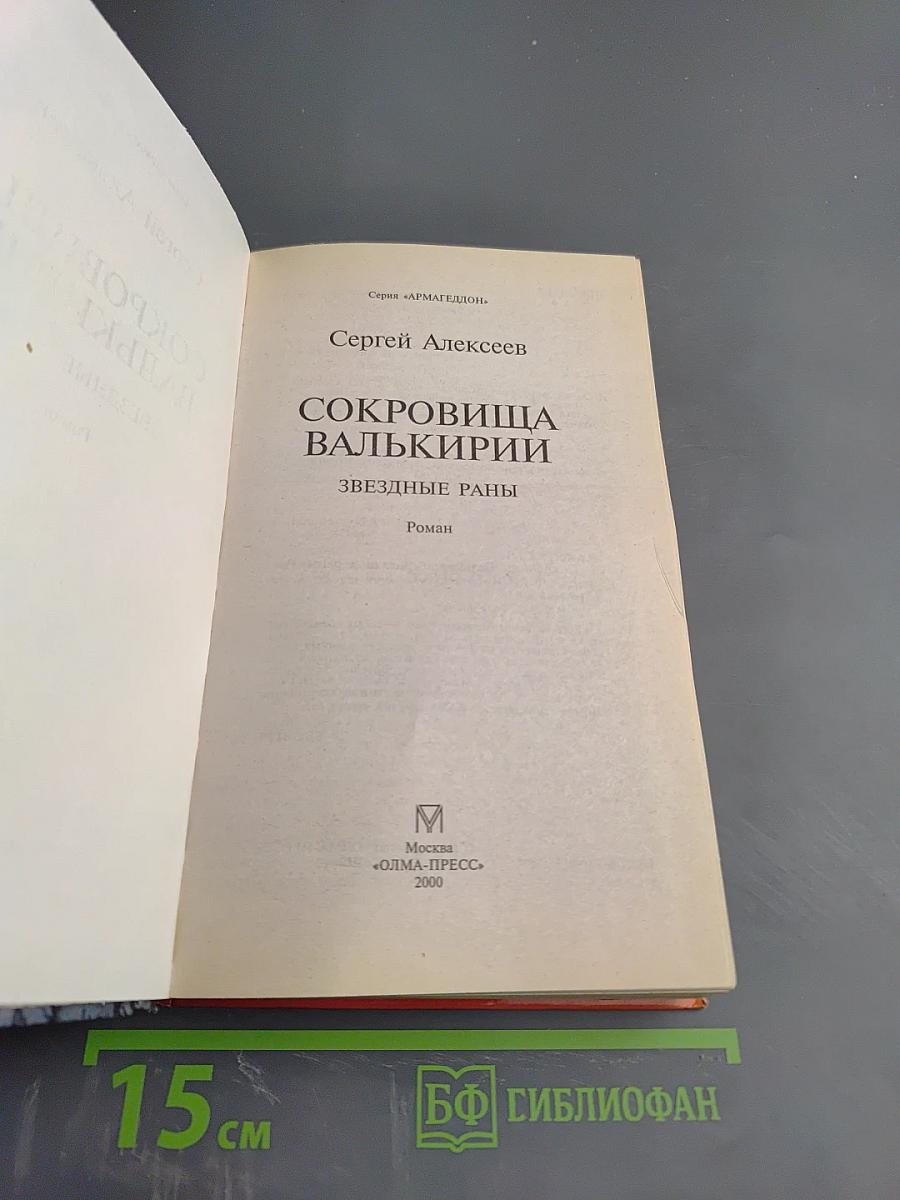 Серия «АРМАГЕДДОН»
Сергей Алексеев
СОКРОВИЩА
ВАЛЬКИРИИ
ЗВЕЗДНЫЕ РАНЫ
Роман
Москва
«ОЛМА-ПРЕСС»
2000
15 см
БФ БИБЛИОФАН